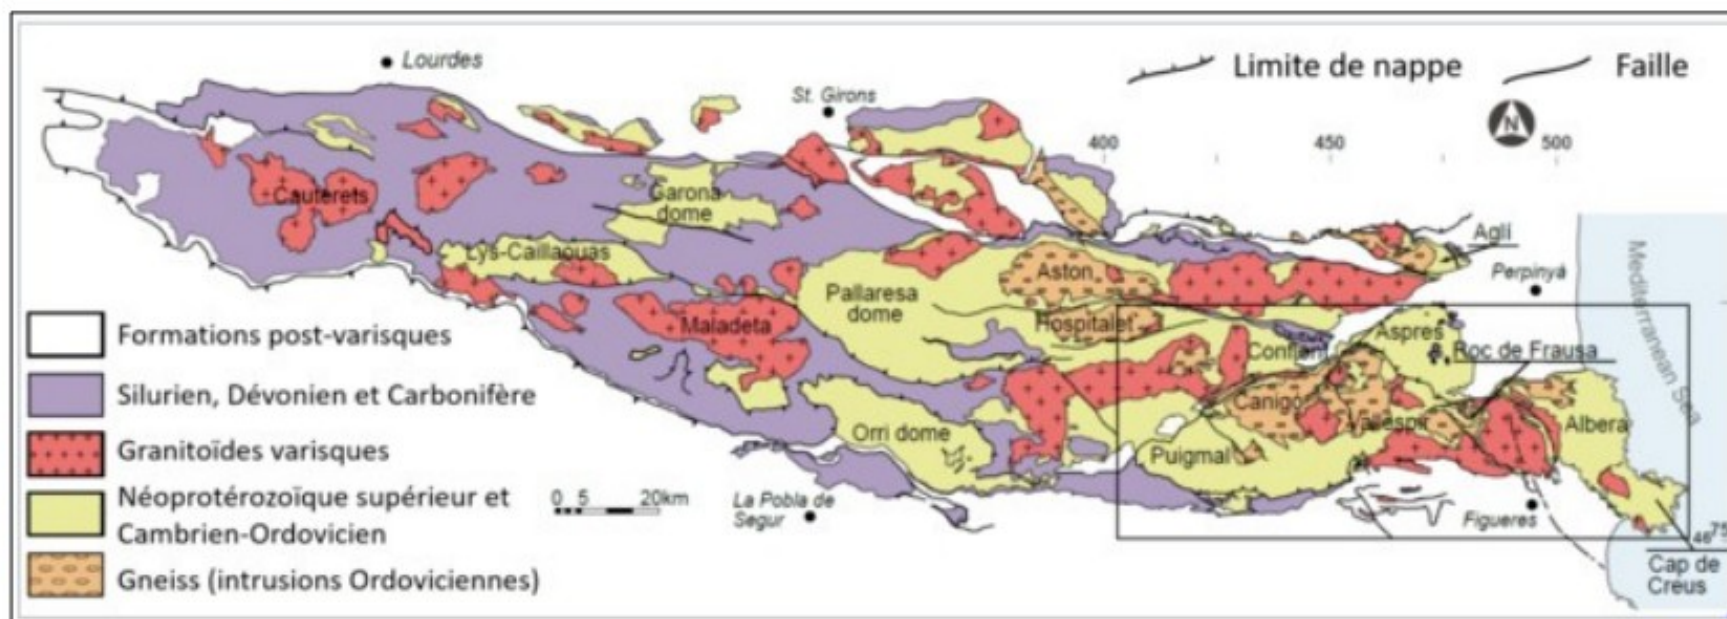 Lourdes
Limite de nappe
Faille
St. Girons
N
400
450
500
Cauterets
Garona
dome
Lys-Caillaouas
Aglí
Aston
Perpinyà
Mediterranean Sea
Pallaresa
dome
Maladeta
Hospitalet
Aspres
Conflent
Roc de Frausa
Canigó
Vallespir
Albera
Orri dome
Puigmal
Formations post-varisques
Silurien, Dévonien et Carbonifère
Granitoïdes varisques
Néoprotérozoïque supérieur et
Cambrien-Ordovicien
Gneiss (intrusions Ordoviciennes)
0 5 20km
La Pobla de
Segur
Figueres
4675
Cap de
Creus